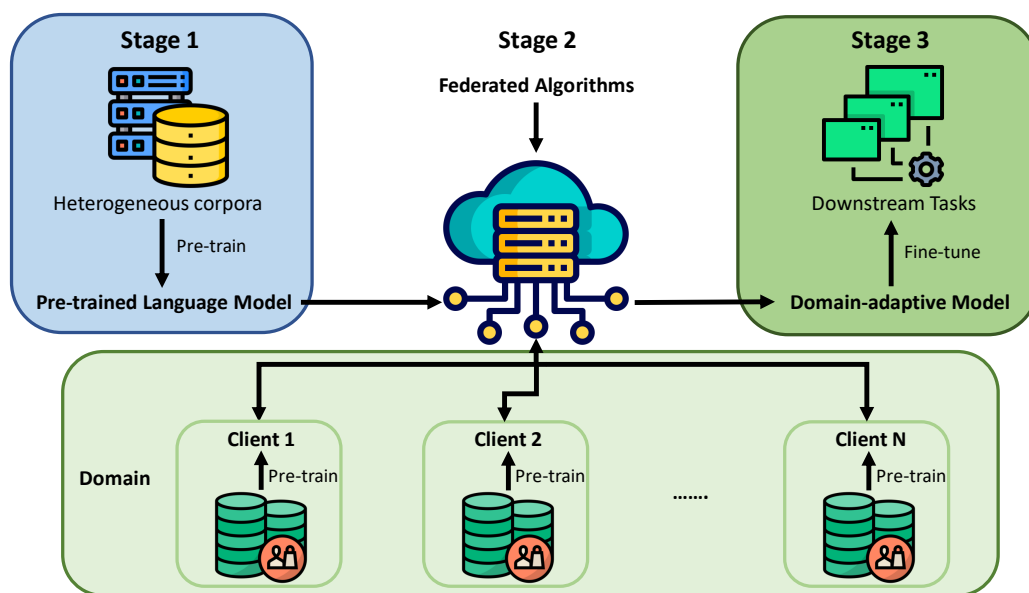 Stage 1
Heterogeneous corpora
Pre-train
Pre-trained Language Model
Stage 2
Federated Algorithms
Stage 3
Downstream Tasks
Fine-tune
Domain-adaptive Model
Domain
Client 1
Pre-train
Client 2
Pre-train
.......
Client N
Pre-train